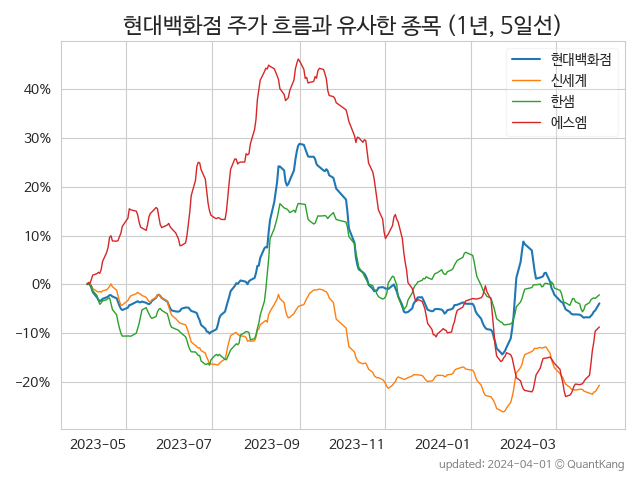 현대백화점 주가 흐름과 유사한 종목 (1년, 5일선)
현대백화점
신세계
한샘
에스엠
40%
30%
20%
10%
0%
−10%
−20%
2023-05
2023-07
2023-09
2023-11
2024-01
2024-03
updated: 2024-04-01 @ QuantKang